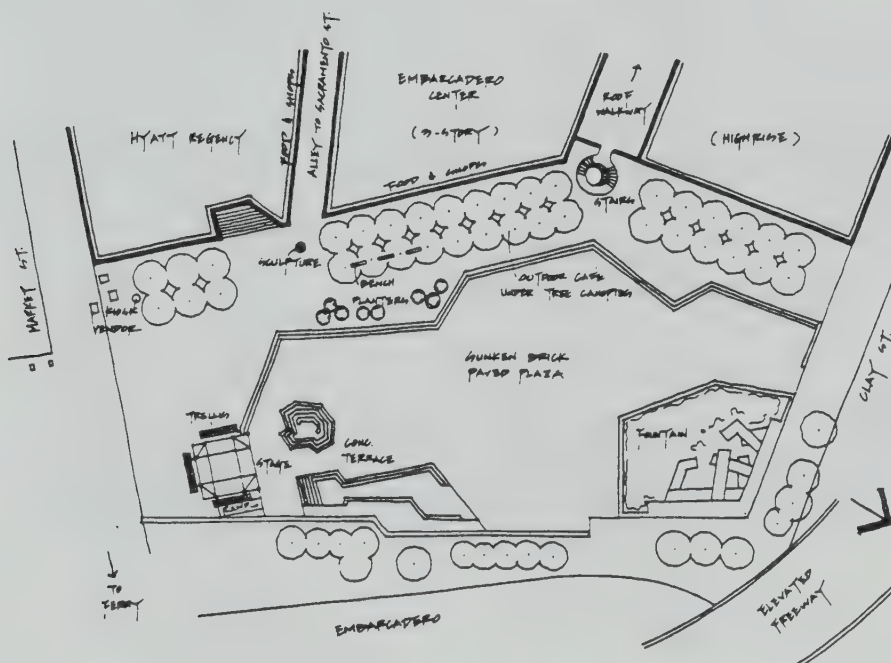 HYATT REGENCY
FOOD & SHOPS
ALLEY TO SACRAMENTO ST.
EMBARCADERO
CENTER
(3-STORY)
FOOD & SHOPS
ROOF
WALKWAY
(HIGHRISE)
STAIRS
MARKET ST.
KIOSK
VENDOR
SCULPTURE
BENCH
PLANTERS
OUTDOOR CAFE
UNDER TREE CANOPIES
SUNKEN BRICK
PAVED PLAZA
CLAY ST.
TRELLIS
STAGE
RAMP
CONC.
TERRACE
FOUNTAIN
TO
FERRY
EMBARCADERO
ELEVATED
FREEWAY